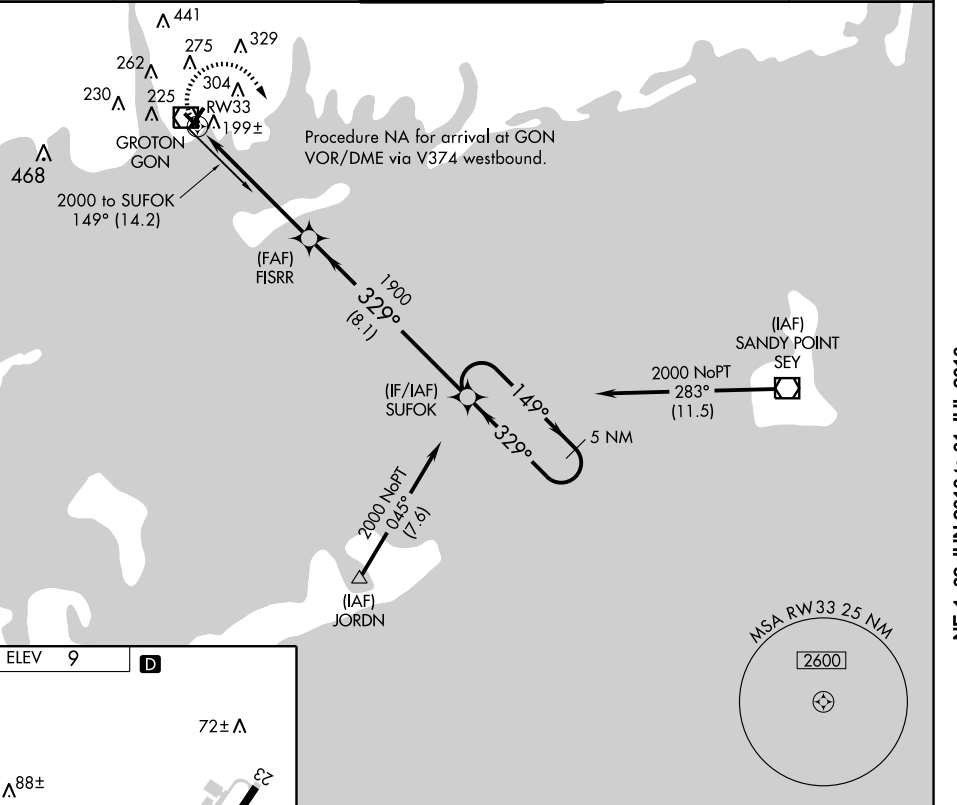 441
329
275
262
304
230
225
RW33
199±
GROTON
GON
468
Procedure NA for arrival at GON
VOR/DME via V374 westbound.
2000 to SUFOK
149° (14.2)
(FAF)
FISRR
1900
329°
(8.1)
(IAF)
SANDY POINT
SEY
2000 NoPT
283°
(11.5)
(IF/IAF)
SUFOK
149°
329°
5 NM
2000 NoPT
045°
(7.6)
(IAF)
JORDN
MSA RW33 25 NM
2600
ELEV 9
D
72±
88±
23